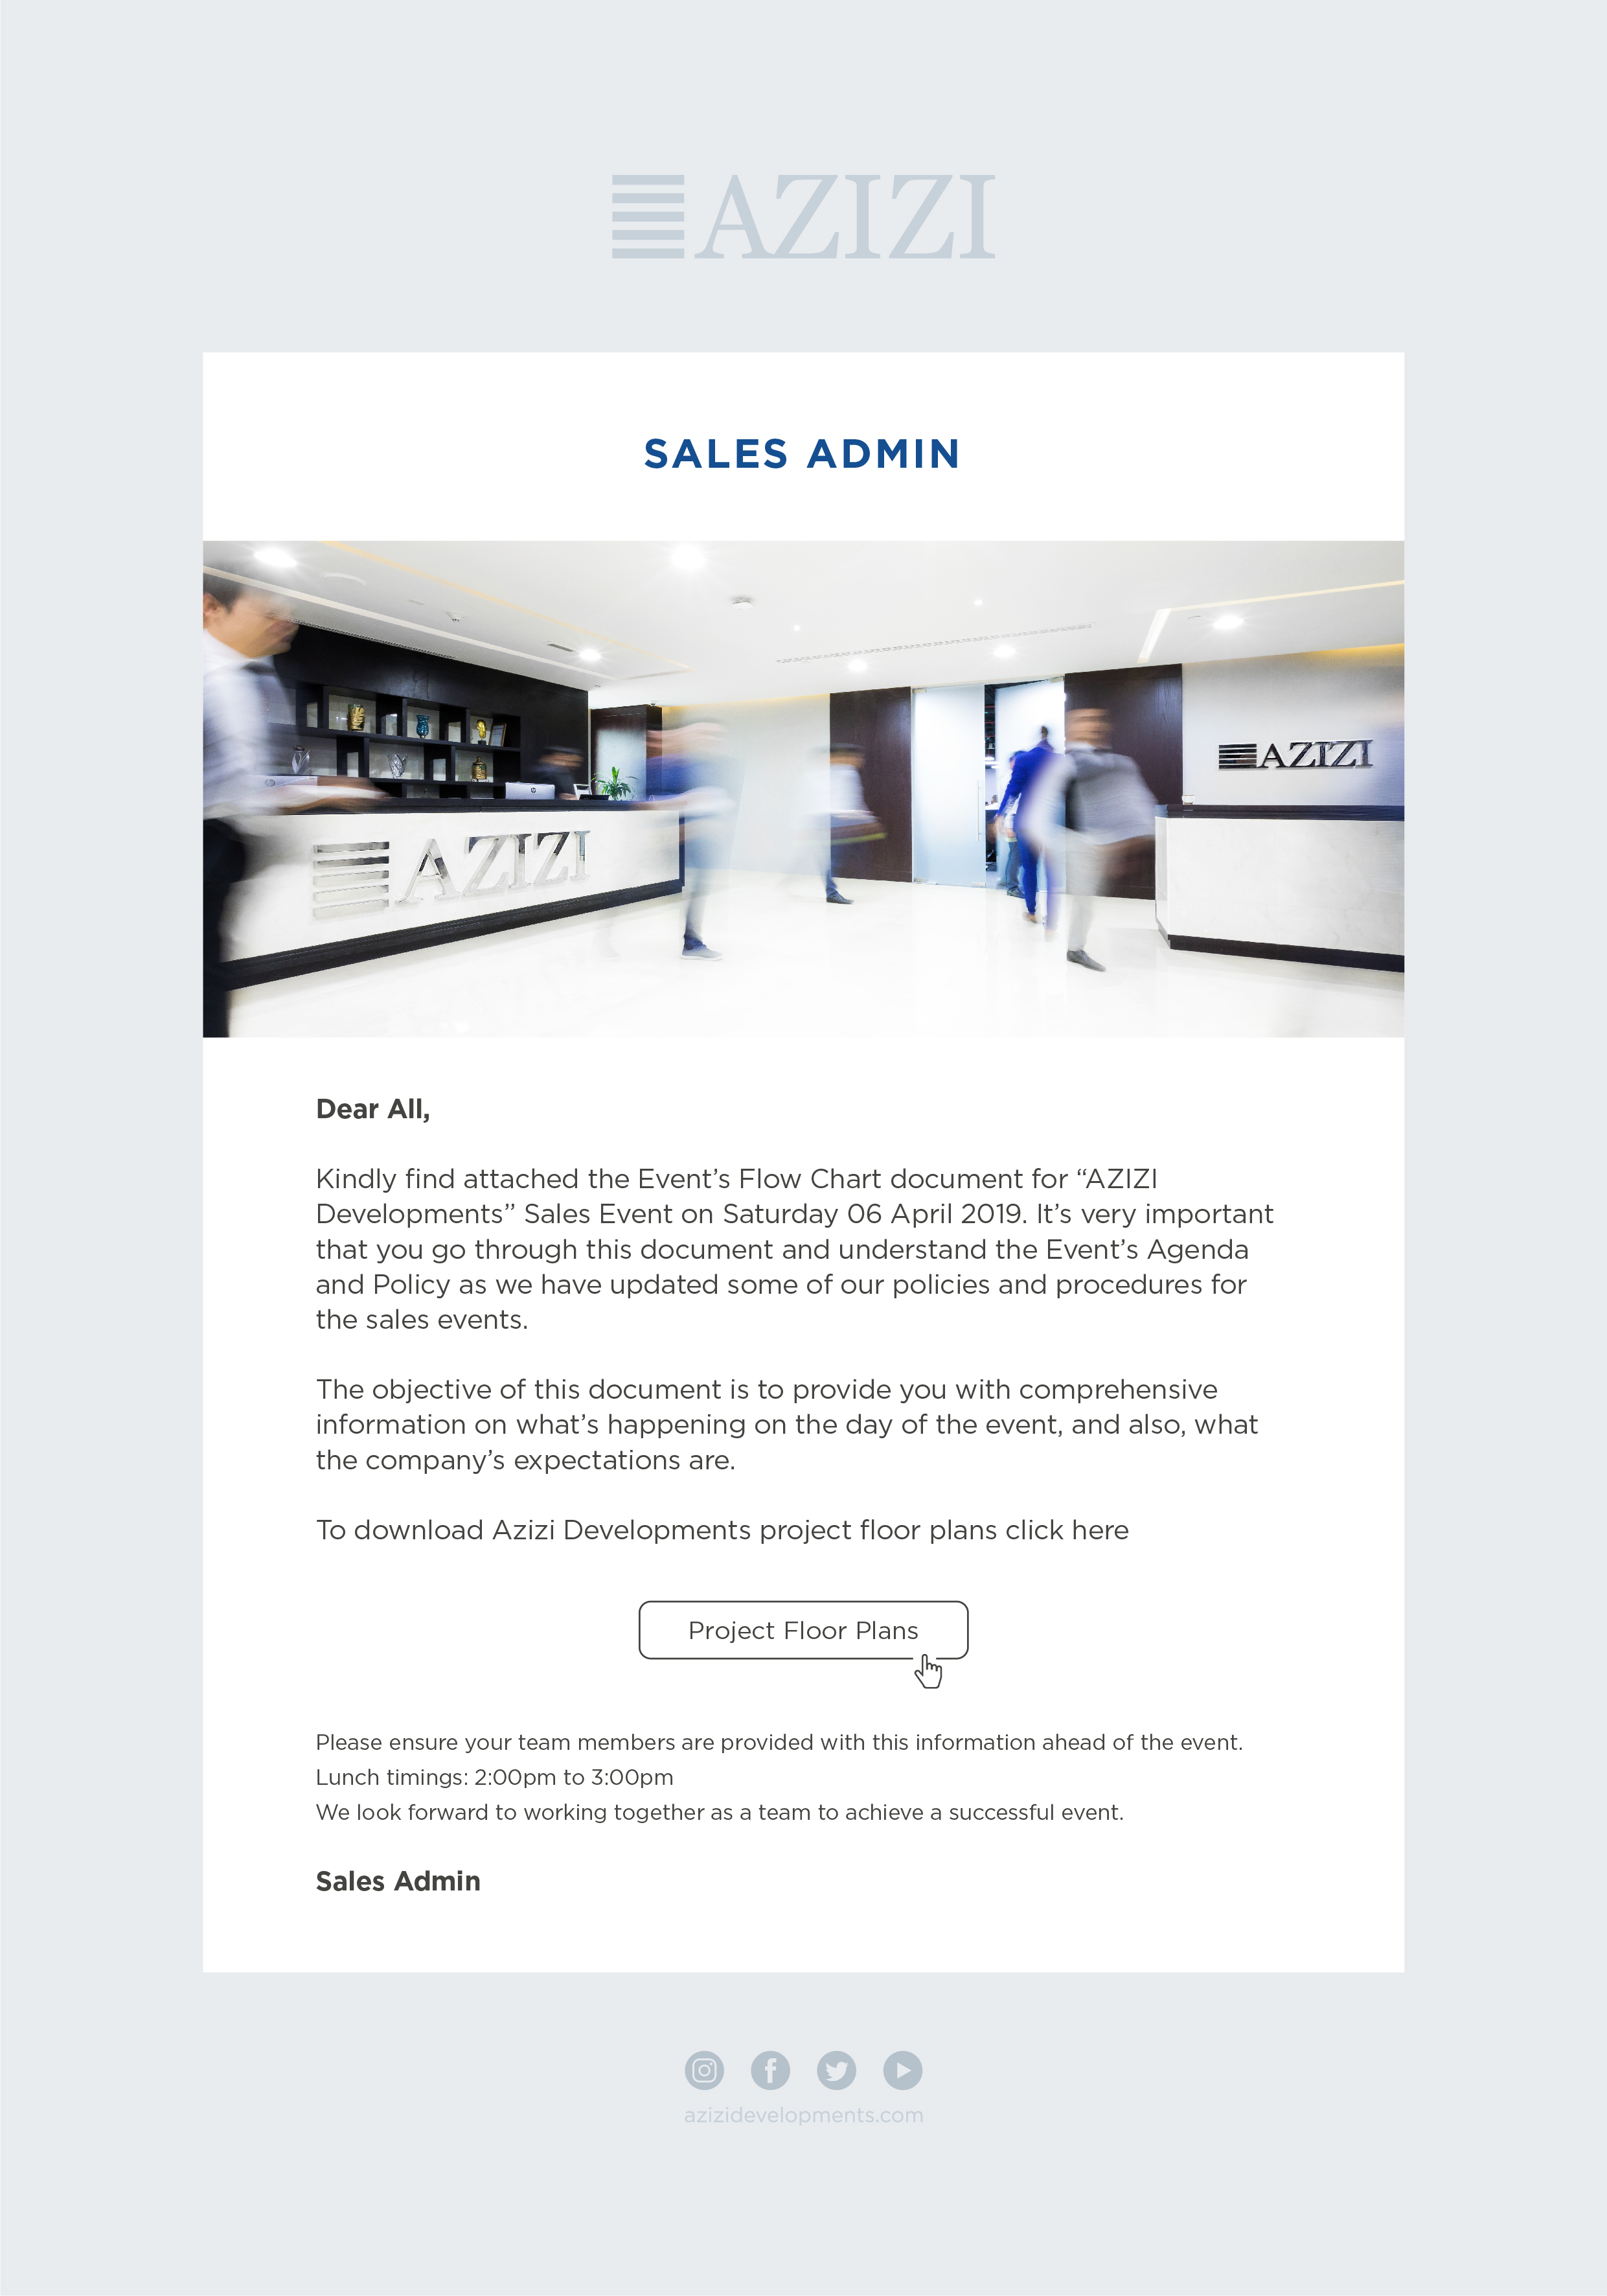 AZIZI
SALES ADMIN
AZIZI
AZIZI
Dear All,
Kindly find attached the Event’s Flow Chart document for “AZIZI
Developments” Sales Event on Saturday 06 April 2019. It’s very important
that you go through this document and understand the Event’s Agenda
and Policy as we have updated some of our policies and procedures for
the sales events.
The objective of this document is to provide you with comprehensive
information on what’s happening on the day of the event, and also, what
the company’s expectations are.
To download Azizi Developments project floor plans click here
Project Floor Plans
Please ensure your team members are provided with this information ahead of the event.
Lunch timings: 2:00pm to 3:00pm
We look forward to working together as a team to achieve a successful event.
Sales Admin
azizidevelopments.com